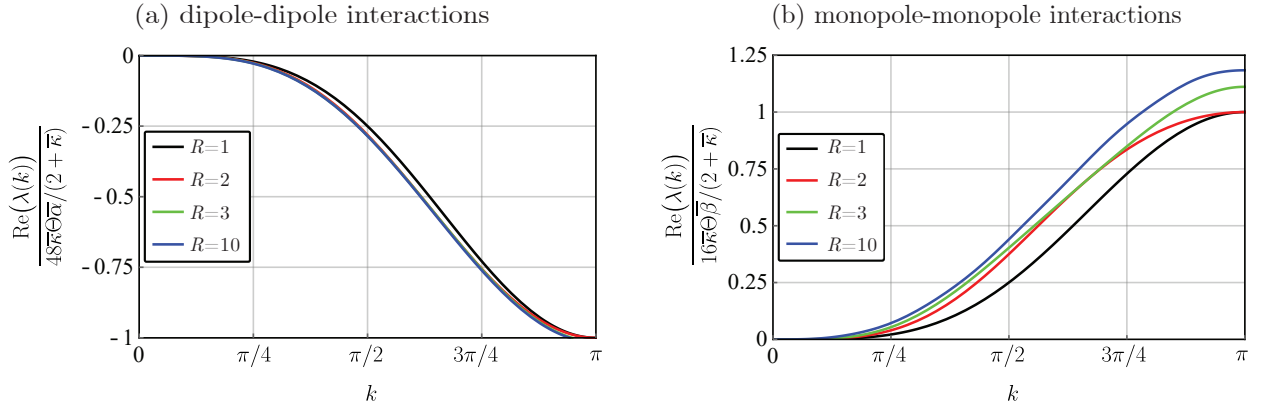 (a) dipole-dipole interactions
Re(λ(k))
48κ̅Θ̅α̅/(2 + κ̅)
0
-0.25
-0.5
-0.75
-1
R=1
R=2
R=3
R=10
0
π/4
π/2
3π/4
π
k
(b) monopole-monopole interactions
Re(λ(k))
16κ̅Θ̅β̅/(2 + κ̅)
1.25
1
0.75
0.5
0.25
0
R=1
R=2
R=3
R=10
0
π/4
π/2
3π/4
π
k